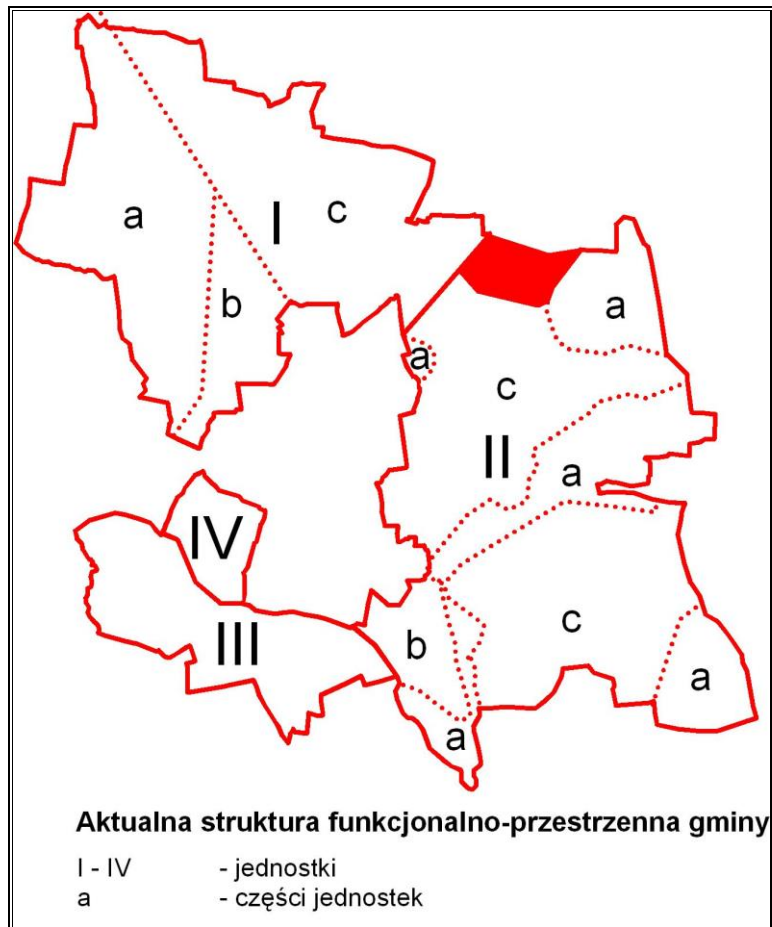 a
I
c
b
a
a
c
II
a
IV
III
b
c
a
a
Aktualna struktura funkcjonalno-przestrzenna gminy
I - IV - jednostki
a - części jednostek